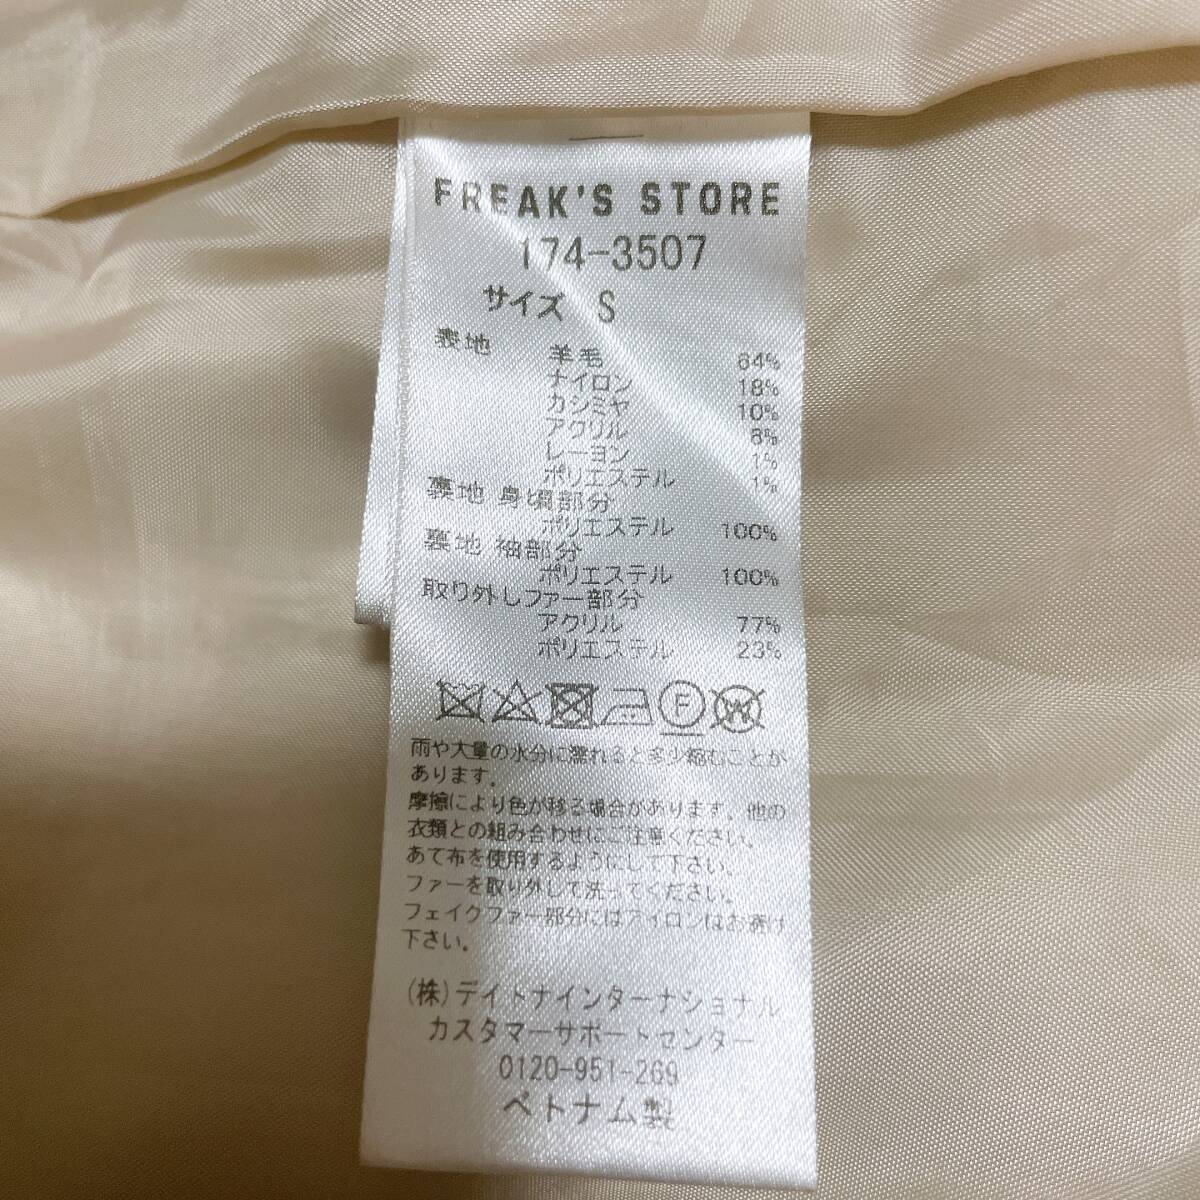 FREAK'S STORE
174-3507
サイズ S
表地 羊毛 64%
ナイロン 18%
カシミヤ 10%
アクリル 6%
レーヨン 1%
ポリエステル 1%
裏地 身頃部分
ポリエステル 100%
裏地 袖部分
ポリエステル 100%
取り外しファー部分
アクリル 77%
ポリエステル 23%
F W
雨や大量の水分に濡れると多少縮むことが
あります。
摩擦により色が移る場合があります。他の
衣類との組み合わせにご注意ください。
あて布を使用するようにして下さい。
ファーを取り外して洗ってください。
フェイクファー部分にはアイロンはお避け
下さい。
(株)デイトナインターナショナル
カスタマーサポートセンター
0120-951-269
ベトナム製